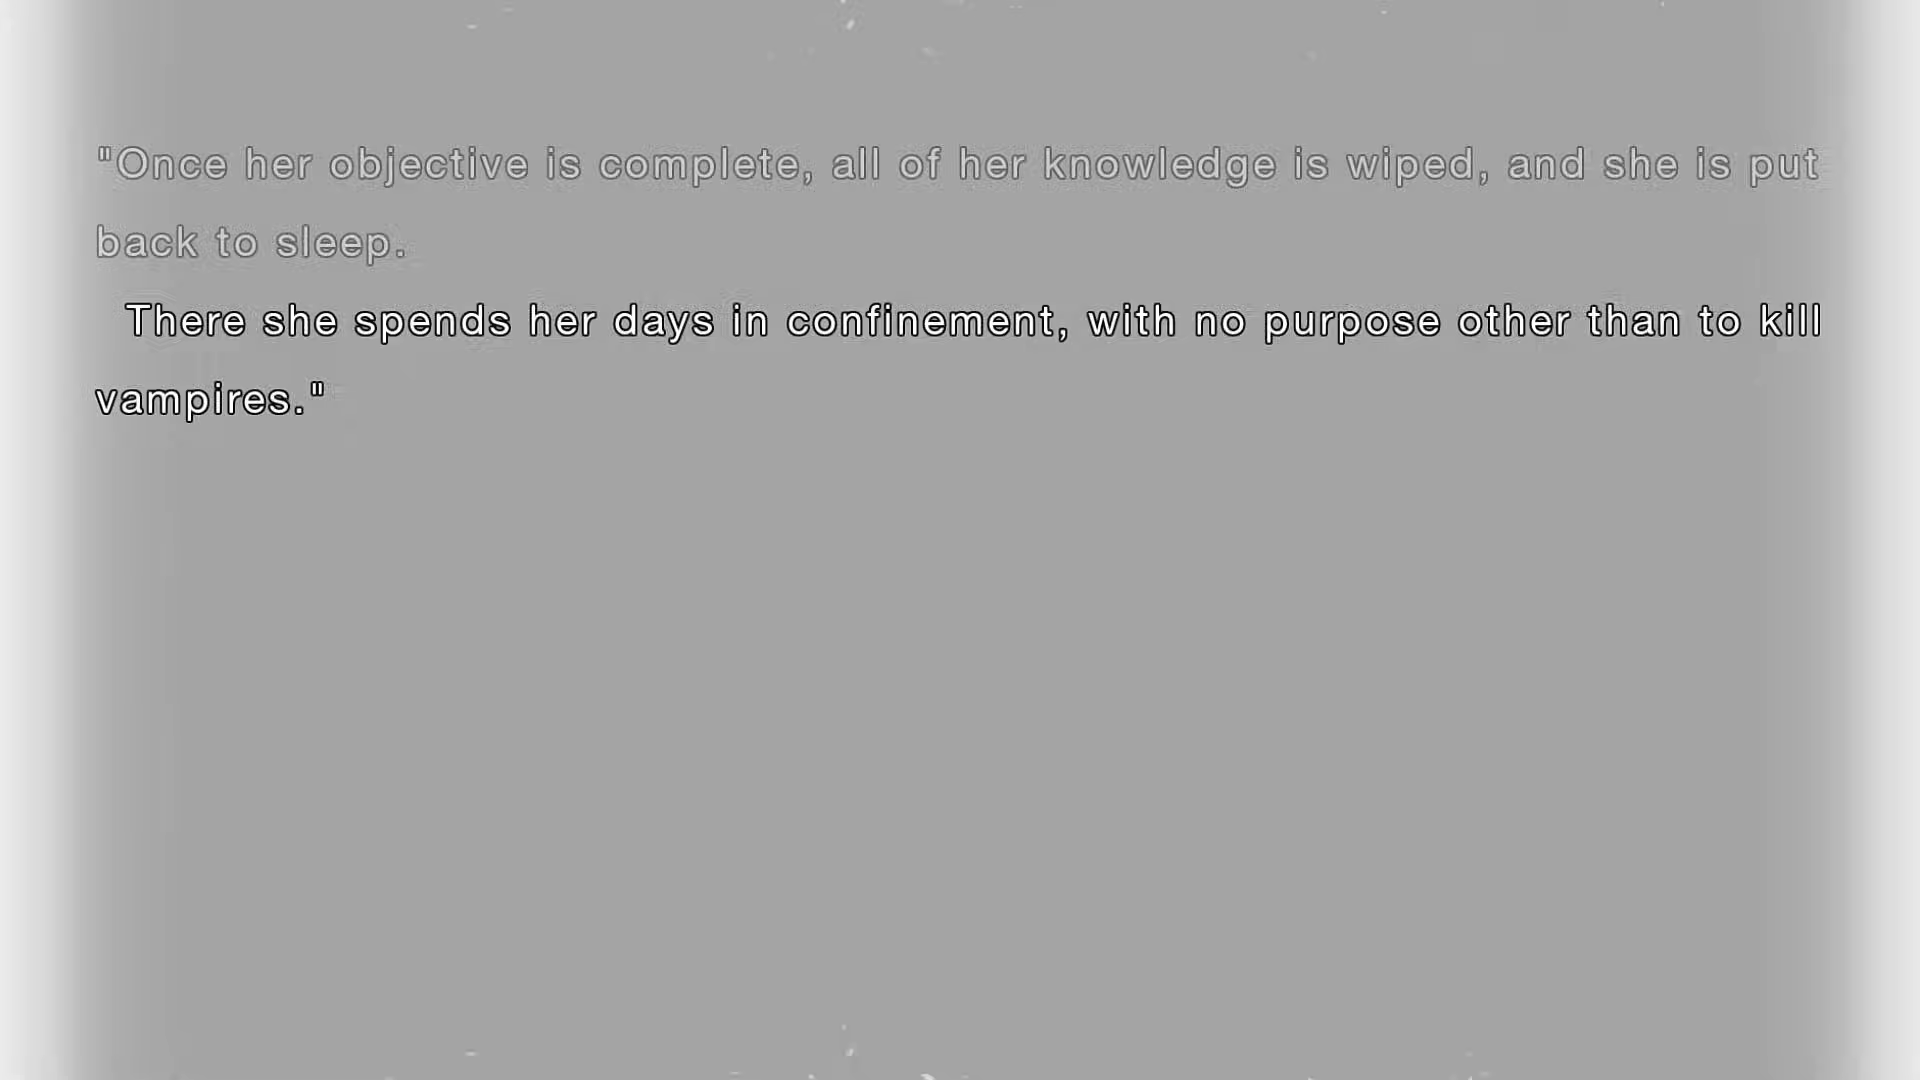 "Once her objective is complete, all of her knowledge is wiped, and she is put
back to sleep.
There she spends her days in confinement, with no purpose other than to kill
vampires."